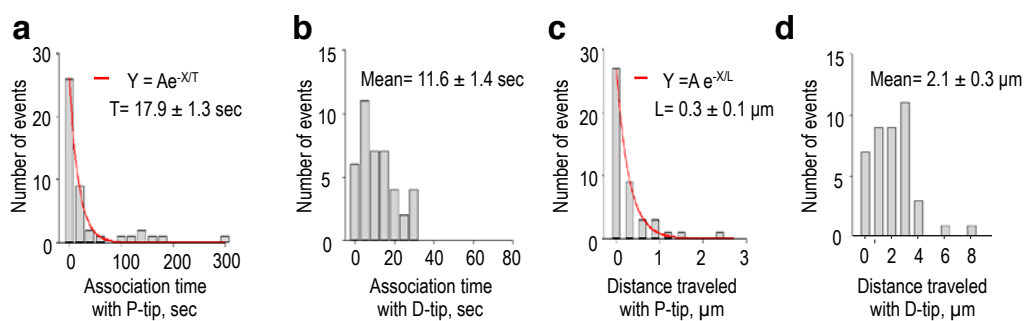 a
30
20
10
0
Number of events
Y = Ae-X/T
T= 17.9 ± 1.3 sec
0 100 200 300
Association time
with P-tip, sec
b
15
10
5
0
Number of events
Mean= 11.6 ± 1.4 sec
0 20 40 60 80
Association time
with D-tip, sec
c
30
20
10
0
Number of events
Y =A e-X/L
L= 0.3 ± 0.1 µm
0 1 2 3
Distance traveled
with P-tip, µm
d
15
10
5
0
Number of events
Mean= 2.1 ± 0.3 µm
0 2 4 6 8
Distance traveled
with D-tip, µm